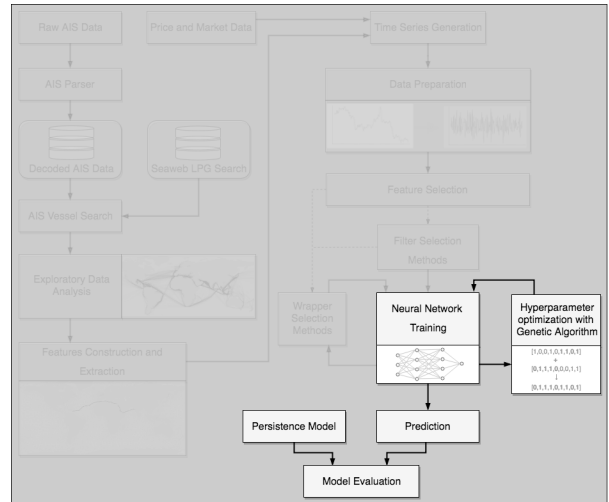 Raw AIS Data
Price and Market Data
Time Series Generation
AIS Parser
Data Preparation
Decoded AIS Data
Seaweb LPG Search
Feature Selection
AIS Vessel Search
Filter Selection
Methods
Exploratory Data
Analysis
Wrapper
Selection
Methods
Neural Network
Training
Hyperparameter
optimization with
Genetic Algorithm
[1,0,0,1,0,1,1,0,1]
+
[0,1,1,1,0,0,0,1,1]
↓
[0,1,1,1,0,1,1,0,1]
Features Construction and
Extraction
Persistence Model
Prediction
Model Evaluation